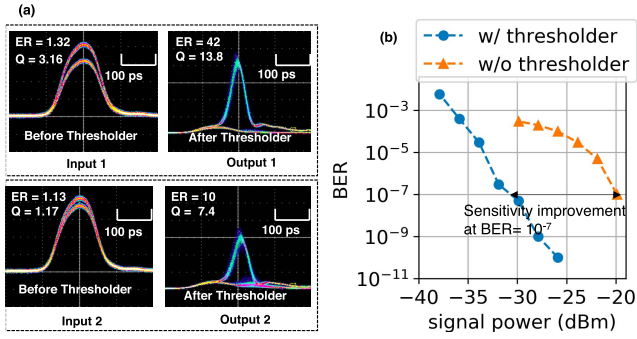 (a)
ER = 1.32
Q = 3.16
100 ps
Before Thresholder
Input 1
ER = 42
Q = 13.8
100 ps
After Thresholder
Output 1
ER = 1.13
Q = 1.17
100 ps
Before Thresholder
Input 2
ER = 10
Q = 7.4
100 ps
After Thresholder
Output 2
(b)
w/ thresholder
w/o thresholder
BER
10⁻³
10⁻⁵
10⁻⁷
10⁻⁹
10⁻¹¹
Sensitivity improvement
at BER= 10⁻⁷
−40 −35 −30 −25 −20
signal power (dBm)